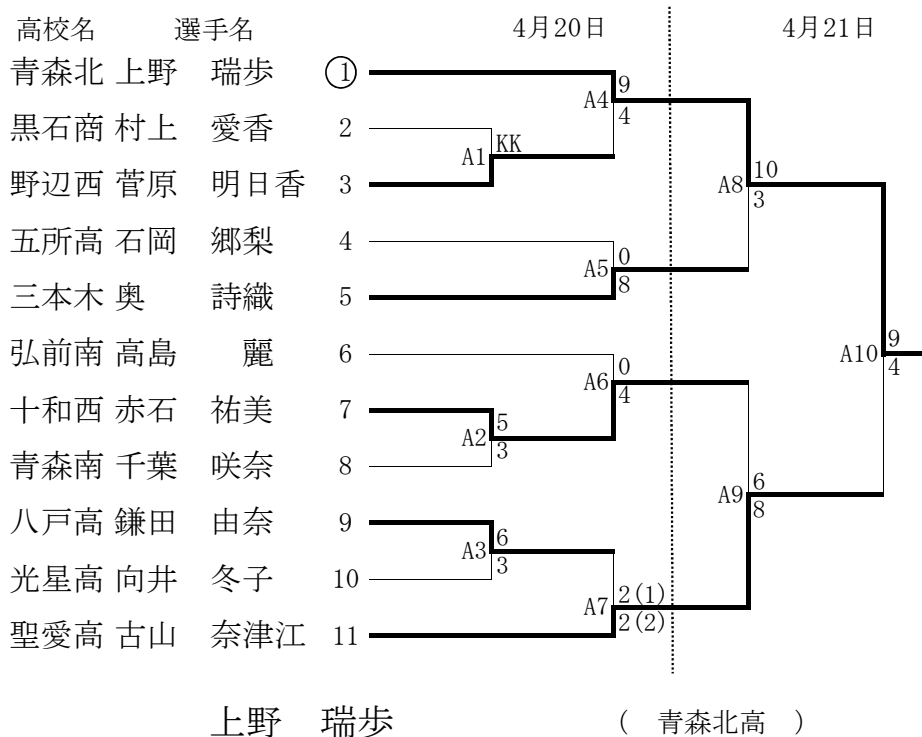 高校名 選手名 4月20日 4月21日
青森北 上野 瑞歩 ①
9
A4
4
黒石商 村上 愛香 2
KK
A1
野辺西 菅原 明日香 3
10
A8
3
五所高 石岡 郷梨 4
0
A5
8
三本木 奥 詩織 5
弘前南 高島 麗 6
9
A10
4
0
A6
4
十和西 赤石 祐美 7
5
A2
3
青森南 千葉 咲奈 8
6
A9
8
八戸高 鎌田 由奈 9
6
A3
3
光星高 向井 冬子 10
2(1)
A7
2(2)
聖愛高 古山 奈津江 11
上野 瑞歩 ( 青森北高 )